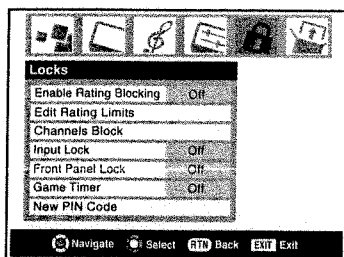 Locks
Enable Rating Blocking Off
Edit Rating Limits
Channels Block
Input Lock Off
Front Panel Lock Off
Game Timer Off
New PIN Code
Navigate Select RTN Back EXIT Exit